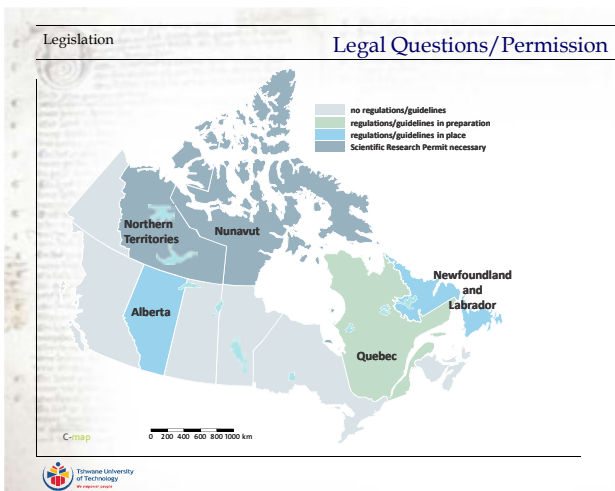 Legislation
Legal Questions/Permission
no regulations/guidelines
regulations/guidelines in preparation
regulations/guidelines in place
Scientific Research Permit necessary
Northern
Territories
Nunavut
Newfoundland
and
Labrador
Alberta
Quebec
C-map
0 200 400 600 800 1000 km
Tshwane University
of Technology
We empower people